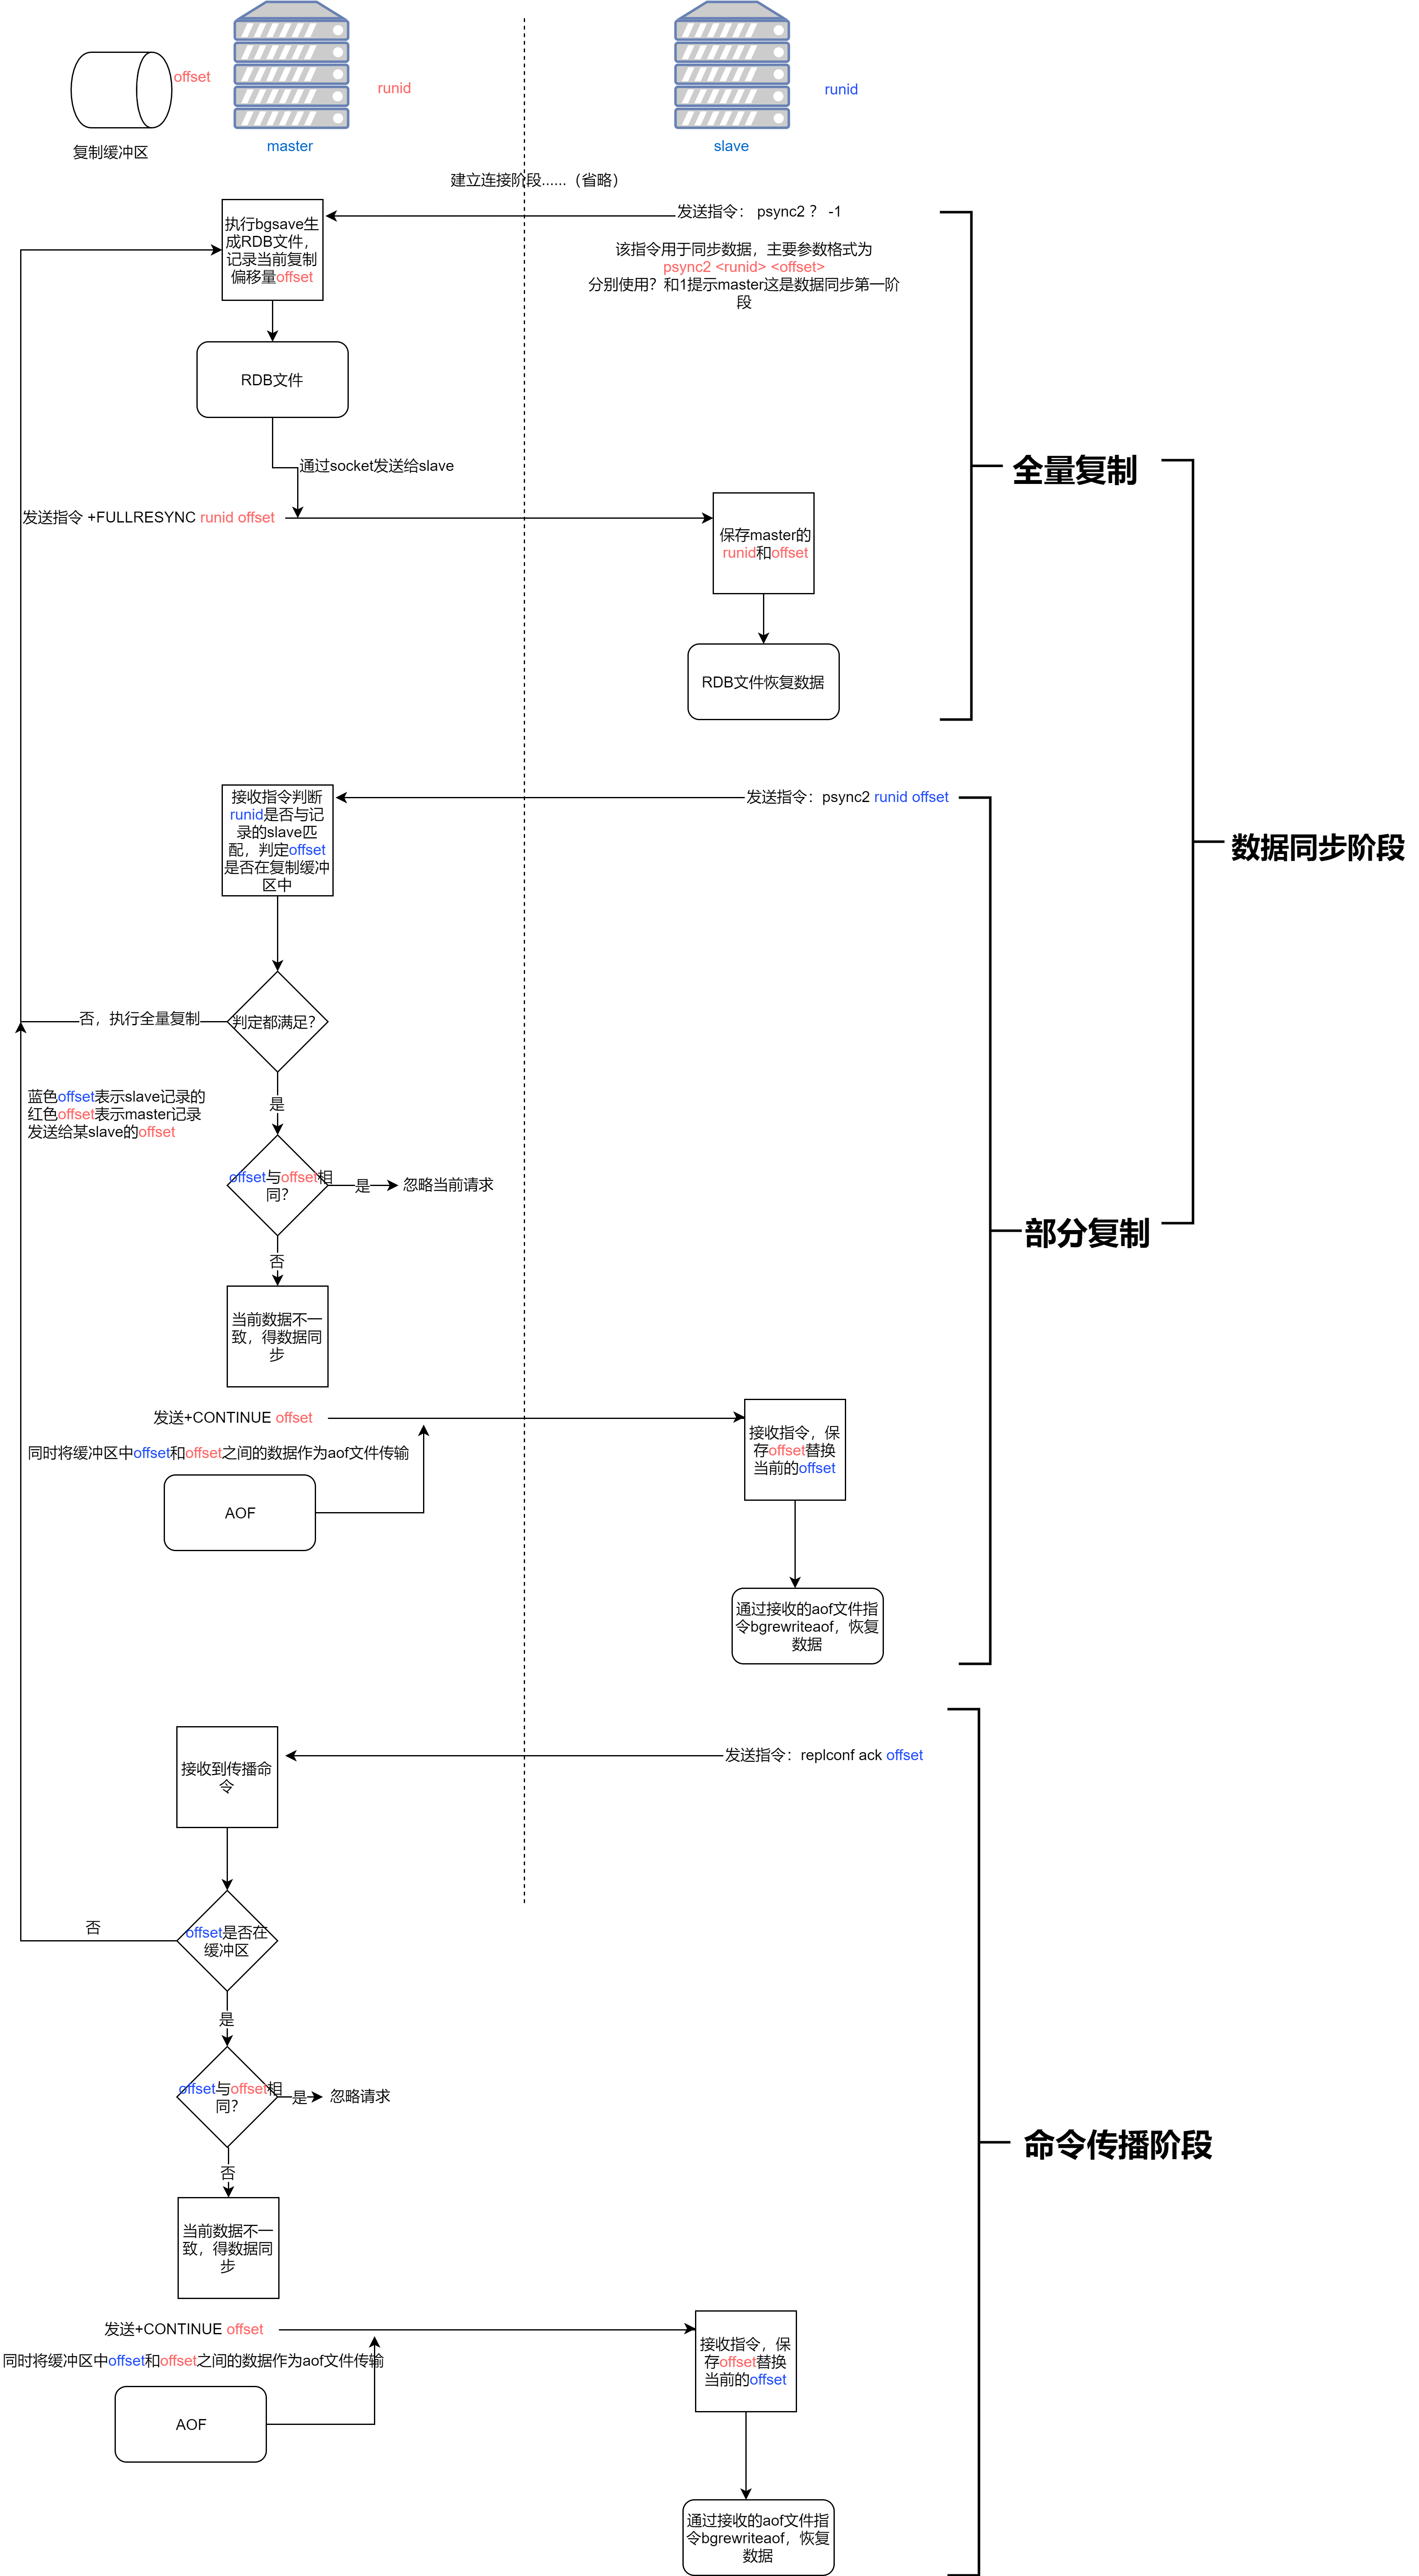 offset
runid
runid
复制缓冲区
master
slave
建立连接阶段......（省略）
执行bgsave生
成RDB文件，
记录当前复制
偏移量offset
发送指令： psync2 ？ -1
该指令用于同步数据，主要参数格式为
psync2 <runid> <offset>
分别使用？和1提示master这是数据同步第一阶
段
RDB文件
通过socket发送给slave
全量复制
发送指令 +FULLRESYNC runid offset
保存master的
runid和offset
RDB文件恢复数据
接收指令判断
runid是否与记
录的slave匹
配，判定offset
是否在复制缓冲
区中
发送指令：psync2 runid offset
数据同步阶段
判定都满足？
否，执行全量复制
是
蓝色offset表示slave记录的
红色offset表示master记录
发送给某slave的offset
offset与offset相
同？
是
忽略当前请求
部分复制
否
当前数据不一
致，得数据同
步
发送+CONTINUE offset
同时将缓冲区中offset和offset之间的数据作为aof文件传输
AOF
接收指令，保
存offset替换
当前的offset
通过接收的aof文件指
令bgrewriteaof，恢复
数据
接收到传播命
令
发送指令：replconf ack offset
offset是否在
缓冲区
否
是
offset与offset相
同？
是
忽略请求
命令传播阶段
否
当前数据不一
致，得数据同
步
发送+CONTINUE offset
同时将缓冲区中offset和offset之间的数据作为aof文件传输
AOF
接收指令，保
存offset替换
当前的offset
通过接收的aof文件指
令bgrewriteaof，恢复
数据